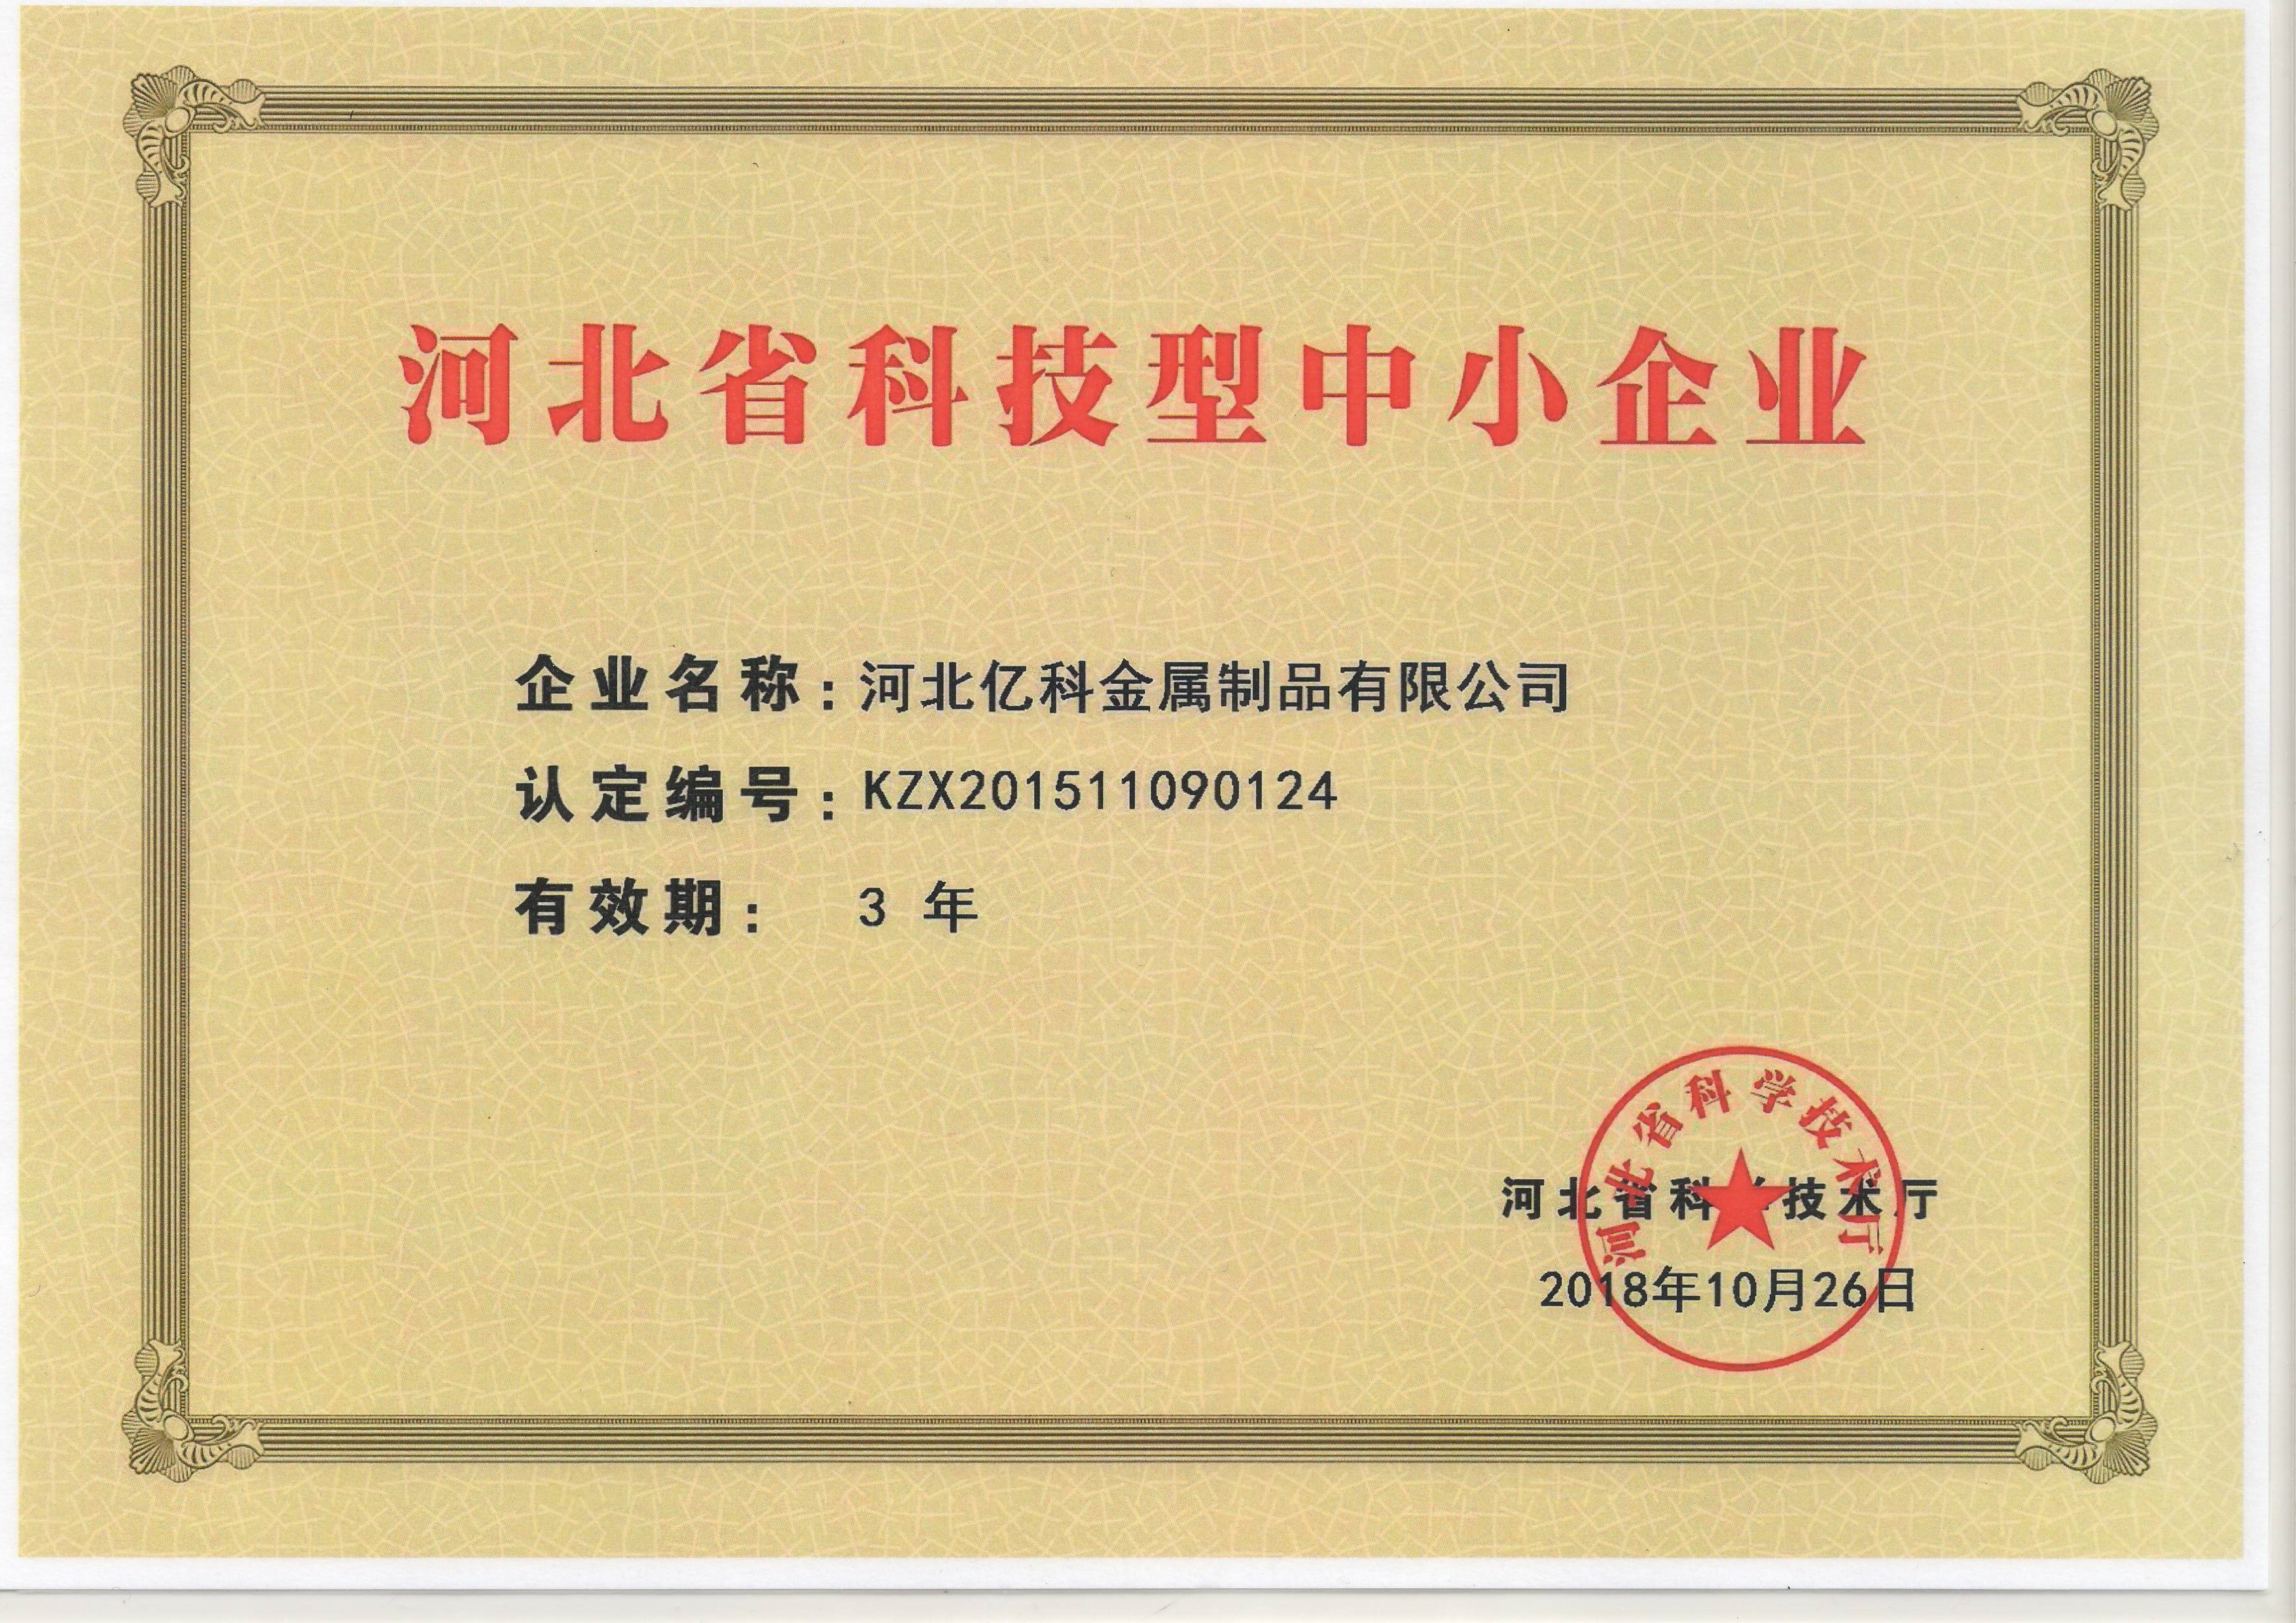 河北省科技型中小企业
企业名称：河北亿科金属制品有限公司
认定编号：KZX201511090124
有效期： 3 年
河北省科学技术厅
河北省科学技术厅
2018年10月26日